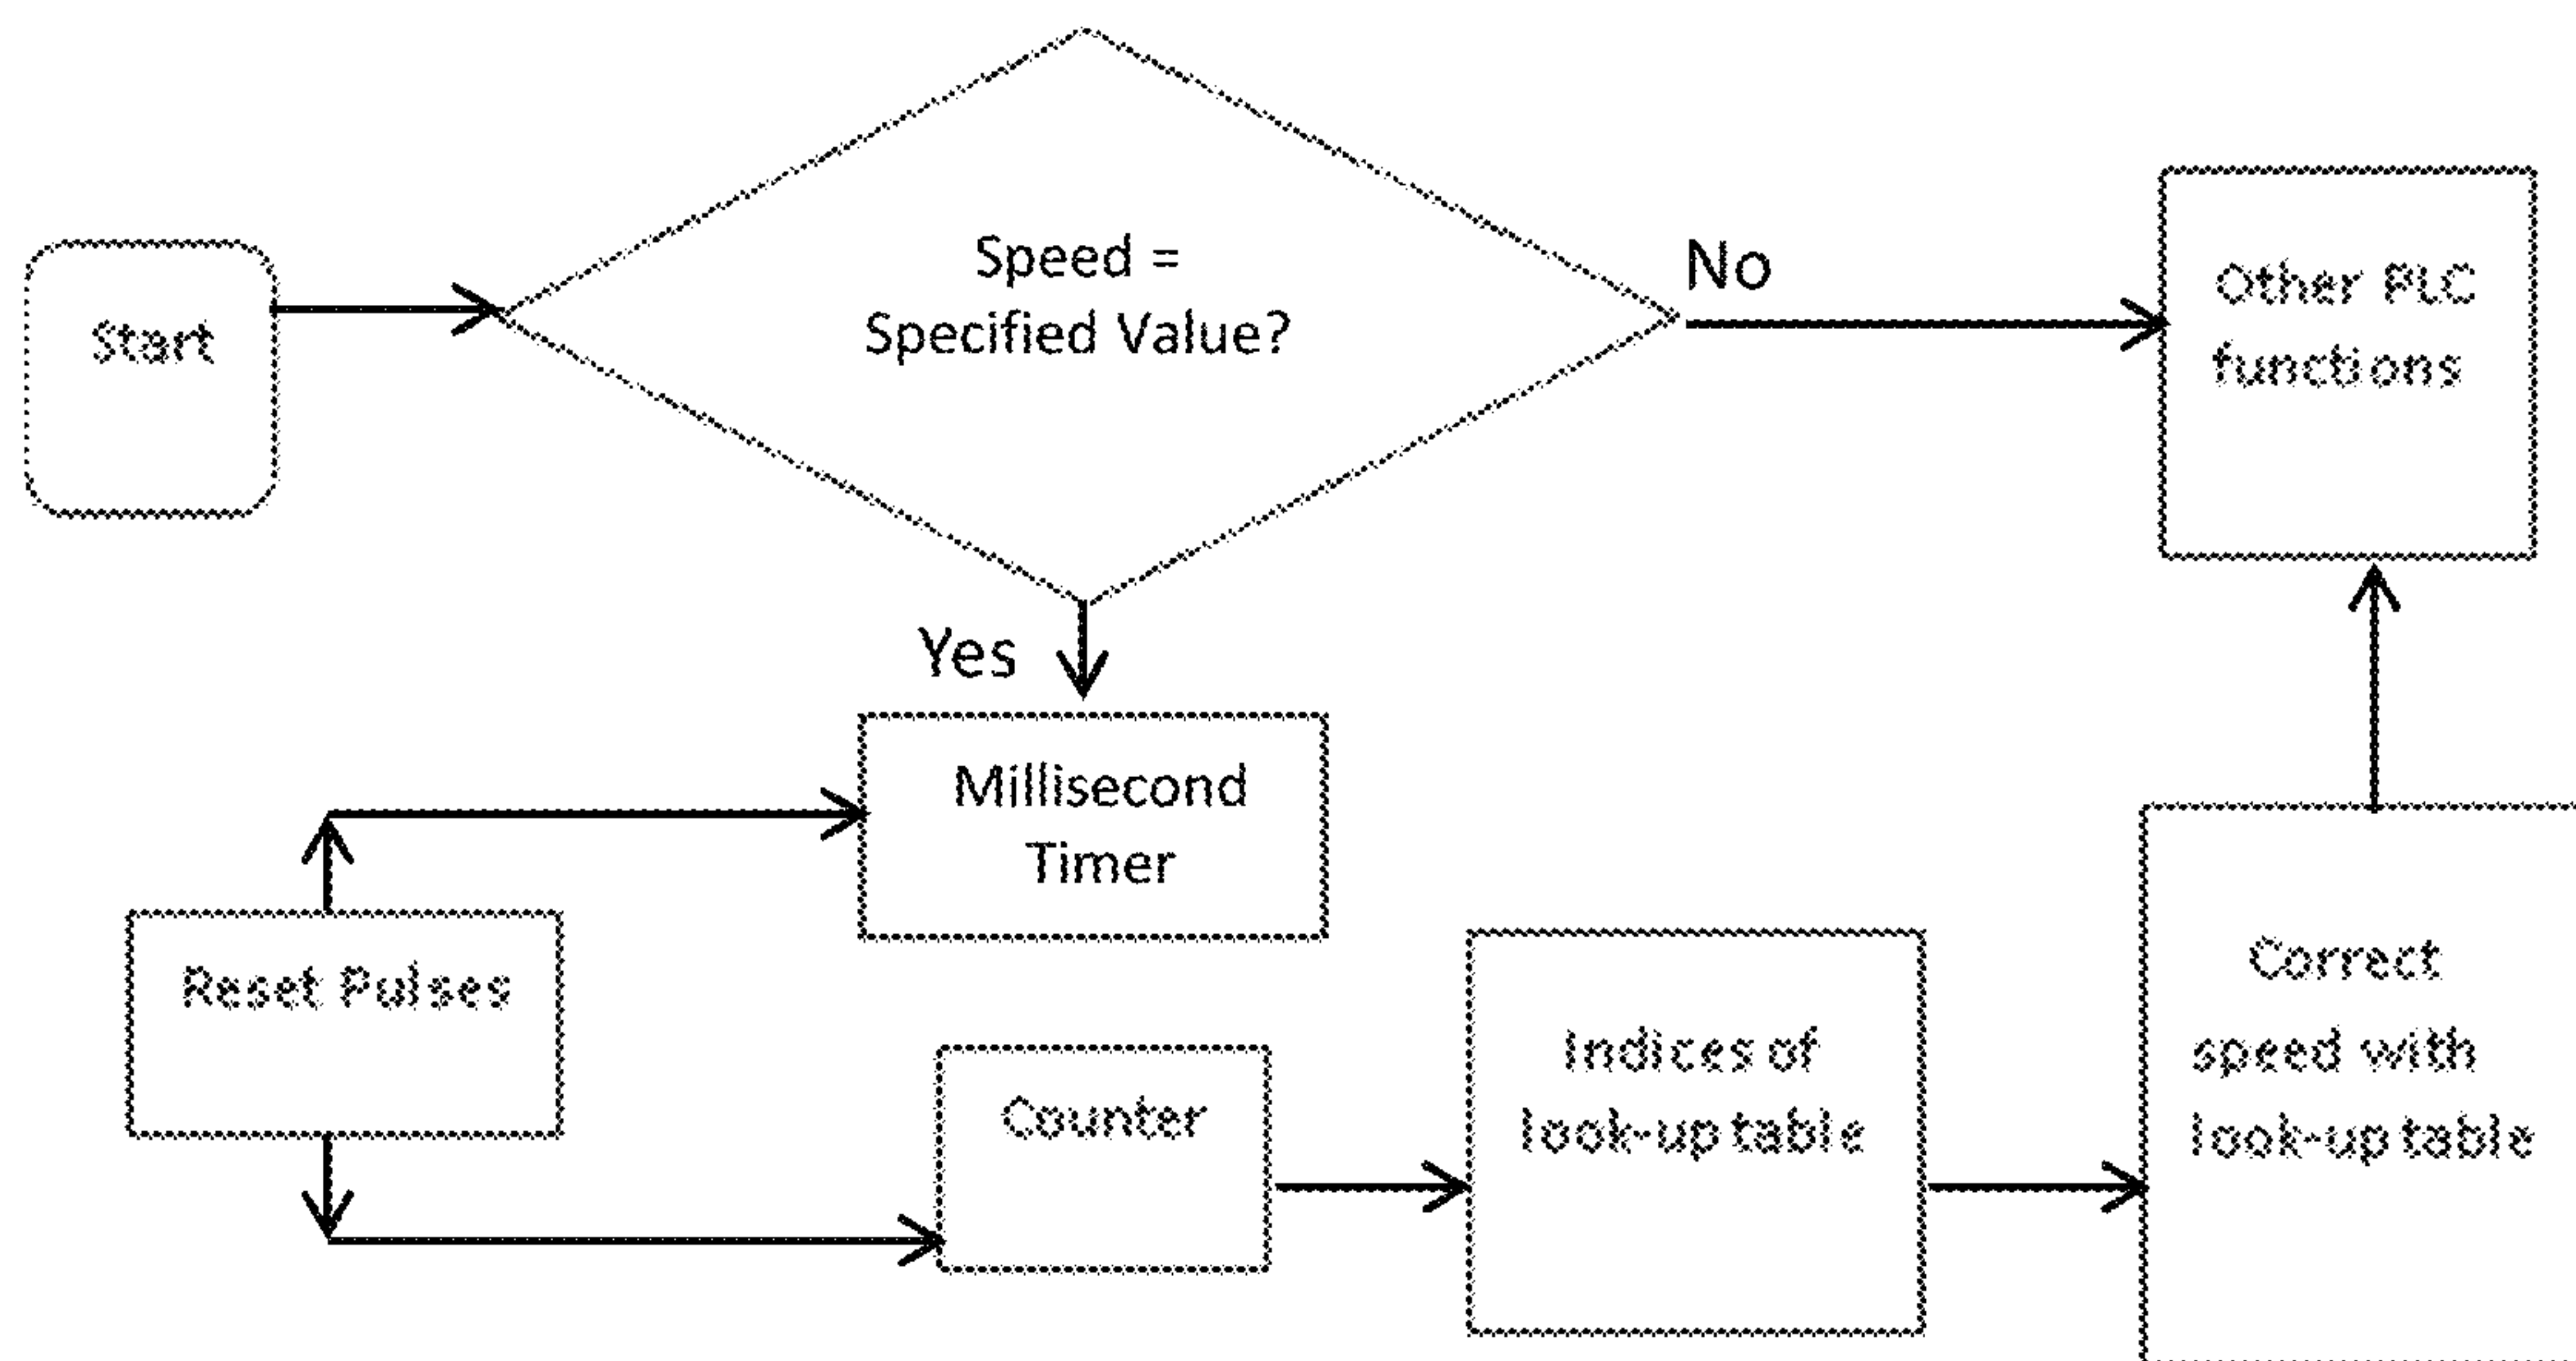 Start
Speed =
Specified Value?
No
Other PLC
functions
Yes
Millisecond
Timer
Reset Pulses
Counter
Indices of
look-up table
Correct
speed with
look-up table